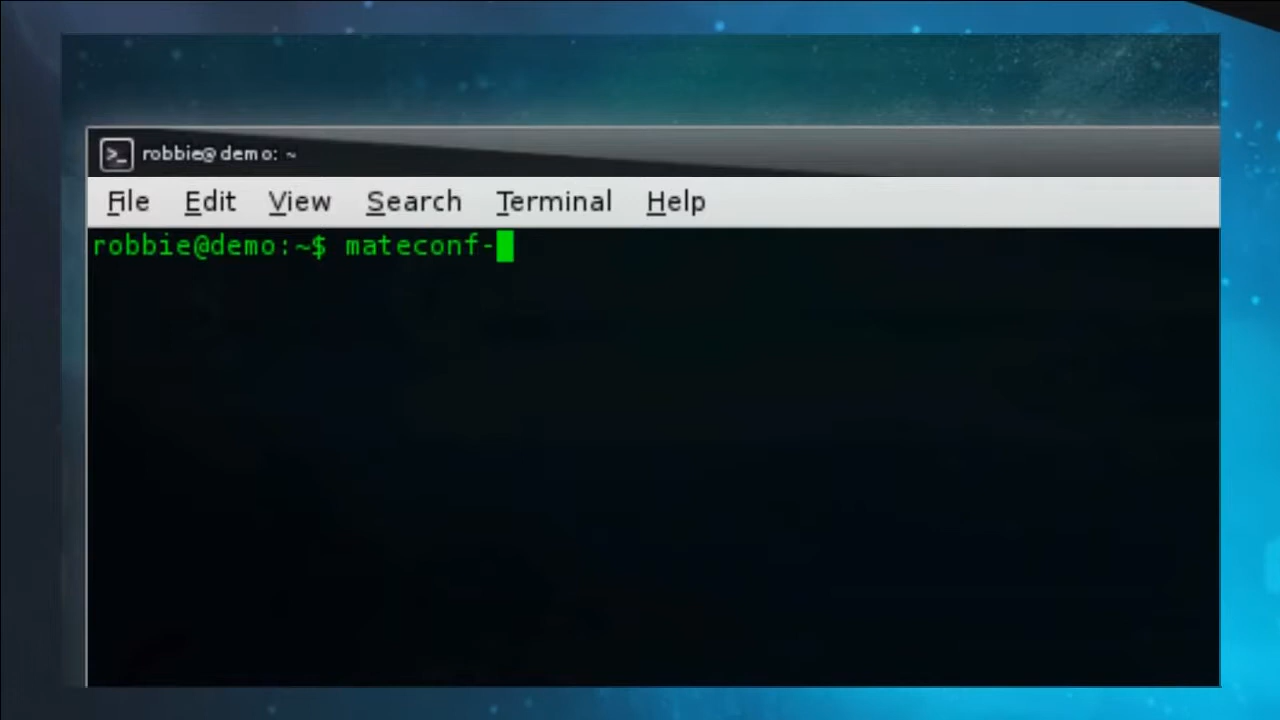 robbie@demo: ~
File Edit View Search Terminal Help
robbie@demo:~$ mateconf-